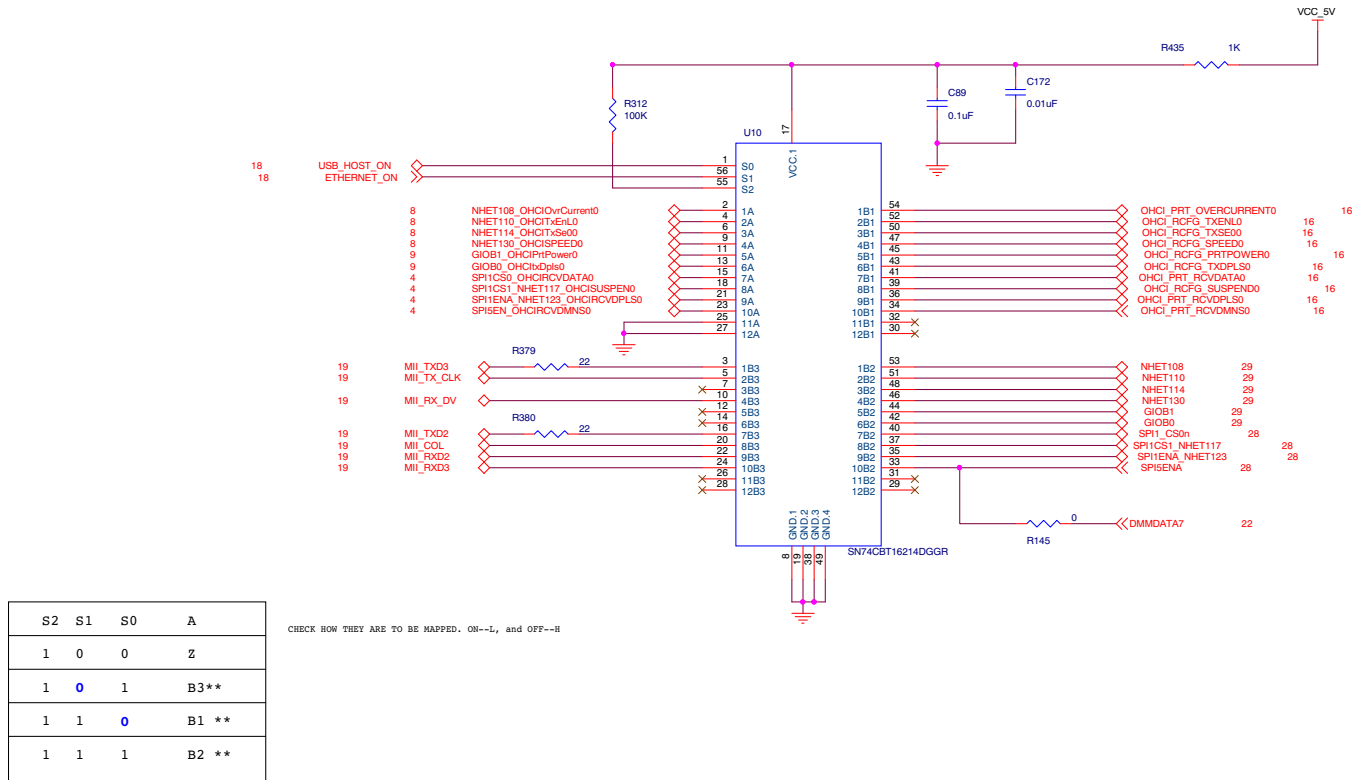 VCC_5V
R435 1K
C172
0.01uF
C89
0.1uF
R312
100K
U10
17
VCC.1
18 USB_HOST_ON 1 S0
18 ETHERNET_ON 56 S1
55 S2
8 NHET108_OHCIOvrCurrent0 2 1A 1B1 54 OHCI_PRT_OVERCURRENT0 16
8 NHET110_OHCITxEnL0 4 2A 2B1 52 OHCI_RCFG_TXENL0 16
8 NHET114_OHCITxSe00 6 3A 3B1 50 OHCI_RCFG_TXSE00 16
8 NHET130_OHCISPEED0 9 4A 4B1 47 OHCI_RCFG_SPEED0 16
9 GIOB1_OHCIPrtPower0 11 5A 5B1 45 OHCI_RCFG_PRTPOWER0 16
9 GIOB0_OHCItxDpls0 13 6A 6B1 43 OHCI_RCFG_TXDPLS0 16
4 SPI1CS0_OHCIRCVDATA0 15 7A 7B1 41 OHCI_PRT_RCVDATA0 16
4 SPI1CS1_NHET117_OHCISUSPEN0 18 8A 8B1 39 OHCI_RCFG_SUSPEND0 16
4 SPI1ENA_NHET123_OHCIRCVDPLS0 21 9A 9B1 36 OHCI_PRT_RCVDPLS0 16
4 SPI5EN_OHCIRCVDMNS0 23 10A 10B1 34 OHCI_PRT_RCVDMNS0 16
25 11A 11B1 32
27 12A 12B1 30
19 MII_TXD3 R379 22 3 1B3 1B2 53 NHET108 29
19 MII_TX_CLK 5 2B3 2B2 51 NHET110 29
7 3B3 3B2 48 NHET114 29
19 MII_RX_DV 10 4B3 4B2 46 NHET130 29
12 5B3 5B2 44 GIOB1 29
14 6B3 6B2 42 GIOB0 29
19 MII_TXD2 R380 22 16 7B3 7B2 40 SPI1_CS0n 28
19 MII_COL 20 8B3 8B2 37 SPI1CS1_NHET117 28
19 MII_RXD2 22 9B3 9B2 35 SPI1ENA_NHET123 28
19 MII_RXD3 24 10B3 10B2 33 SPI5ENA 28
26 11B3 11B2 31
28 12B3 12B2 29
R145 0 DMMDATA7 22
GND.1 GND.2 GND.3 GND.4
8 19 38 49
SN74CBT16214DGGR
S2 S1 S0 A
1 0 0 Z
1 0 1 B3**
1 1 0 B1 **
1 1 1 B2 **
CHECK HOW THEY ARE TO BE MAPPED. ON--L, and OFF--H